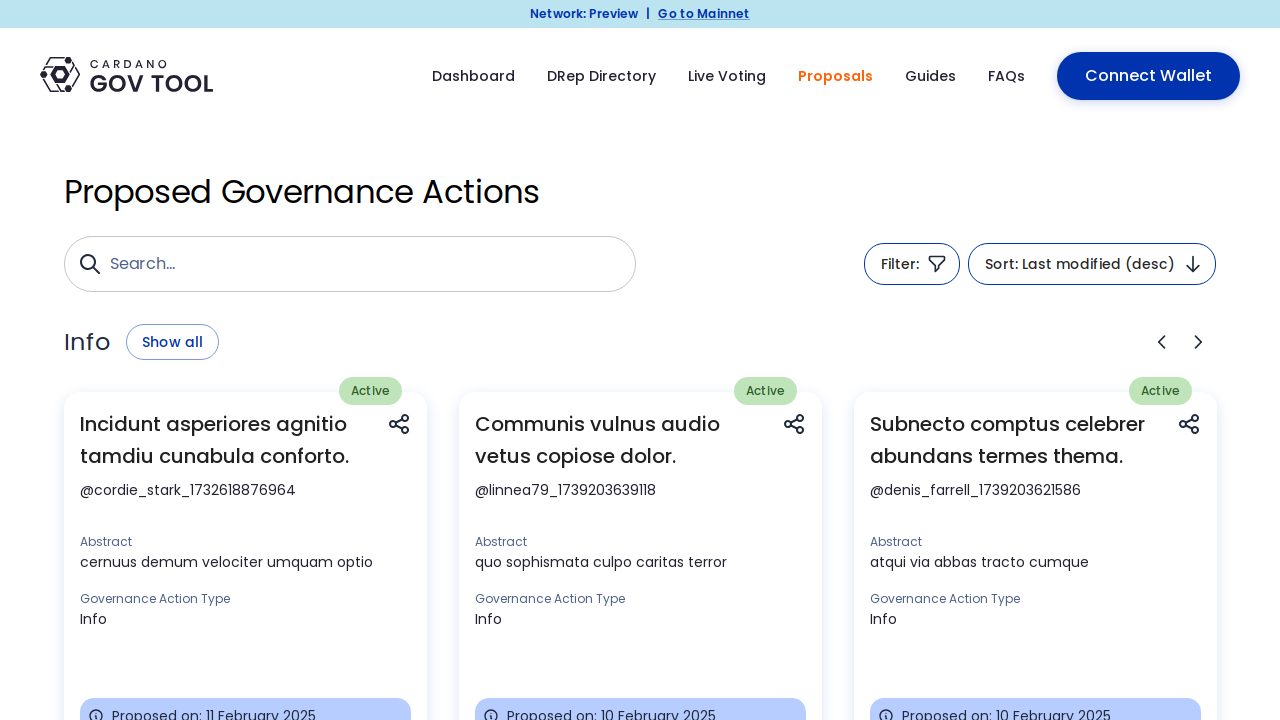 Network: Preview | Go to Mainnet
CARDANO
GOV TOOL
Dashboard DRep Directory Live Voting Proposals Guides FAQs Connect Wallet
Proposed Governance Actions
Search...
Filter: Sort: Last modified (desc)
Info Show all
Active
Incidunt asperiores agnitio
tamdiu cunabula conforto.
@cordie_stark_1732618876964
Abstract
cernuus demum velociter umquam optio
Governance Action Type
Info
Proposed on: 11 February 2025
Active
Communis vulnus audio
vetus copiose dolor.
@linnea79_1739203639118
Abstract
quo sophismata culpo caritas terror
Governance Action Type
Info
Proposed on: 10 February 2025
Active
Subnecto comptus celebrer
abundans termes thema.
@denis_farrell_1739203621586
Abstract
atqui via abbas tracto cumque
Governance Action Type
Info
Proposed on: 10 February 2025